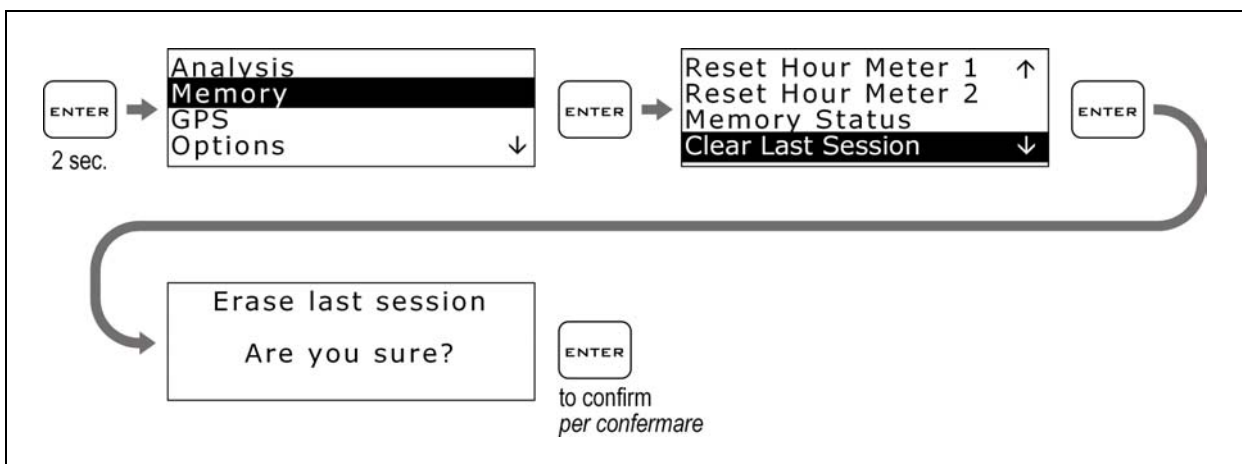 ENTER
2 sec.
Analysis
Memory
GPS
Options ↓
ENTER
Reset Hour Meter 1 ↑
Reset Hour Meter 2
Memory Status
Clear Last Session ↓
ENTER
Erase last session
Are you sure?
ENTER
to confirm
per confermare